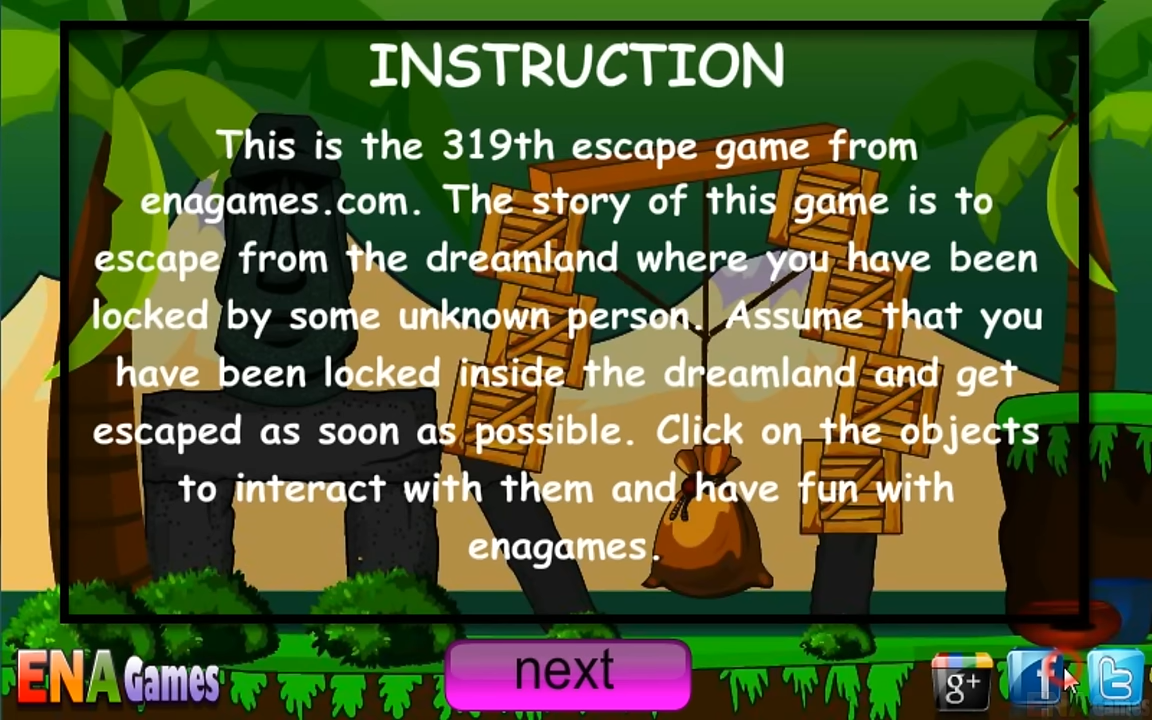 INSTRUCTION
This is the 319th escape game from
enagames.com. The story of this game is to
escape from the dreamland where you have been
locked by some unknown person. Assume that you
have been locked inside the dreamland and get
escaped as soon as possible. Click on the objects
to interact with them and have fun with
enagames.
ENA Games
next
g+
f
t